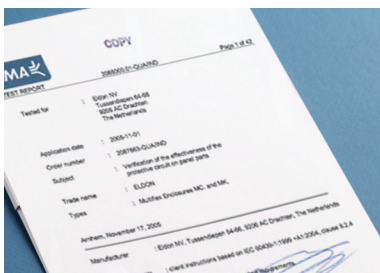 COPY
MA
2069303.01-QUA/IND Page 1 of 42
TEST REPORT
Tested for : Eldon NV
Tussendiepen 64-66
9206 AC Drachten
The Netherlands
Application date : 2005-11-01
Order number : 2067663-QUA/IND
Subject : Verification of the effectiveness of the
protective circuit on panel parts
Trade name : ELDON
Types : Multiflex Enclosures MC. and MK.
Arnhem, November 17, 2005
Manufacturer : Eldon NV, Tussendiepen 64-66, 9206 AC Drachten, The Netherlands
: client instructions based on IEC 60439-1:1999 +A1:2004, clause 8.2.4
requirements.